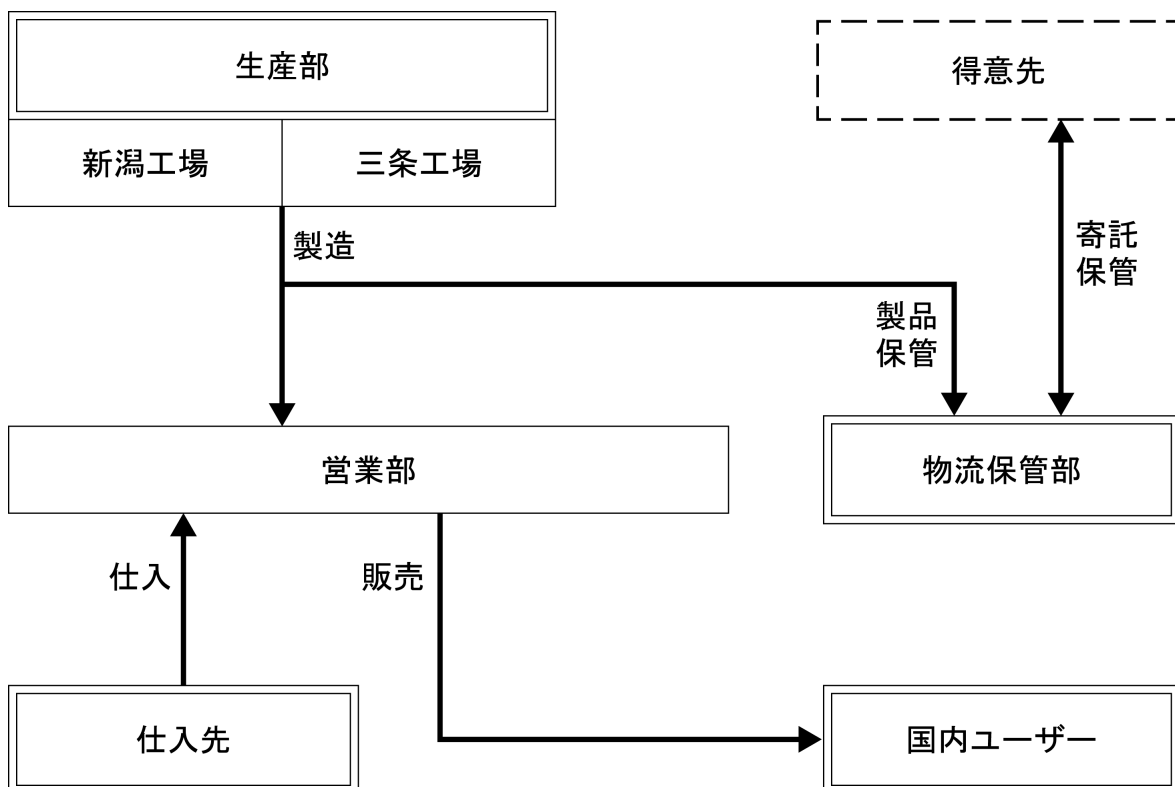 生産部
得意先
新潟工場
三条工場
製造
寄託
保管
製品
保管
営業部
物流保管部
仕入
販売
仕入先
国内ユーザー